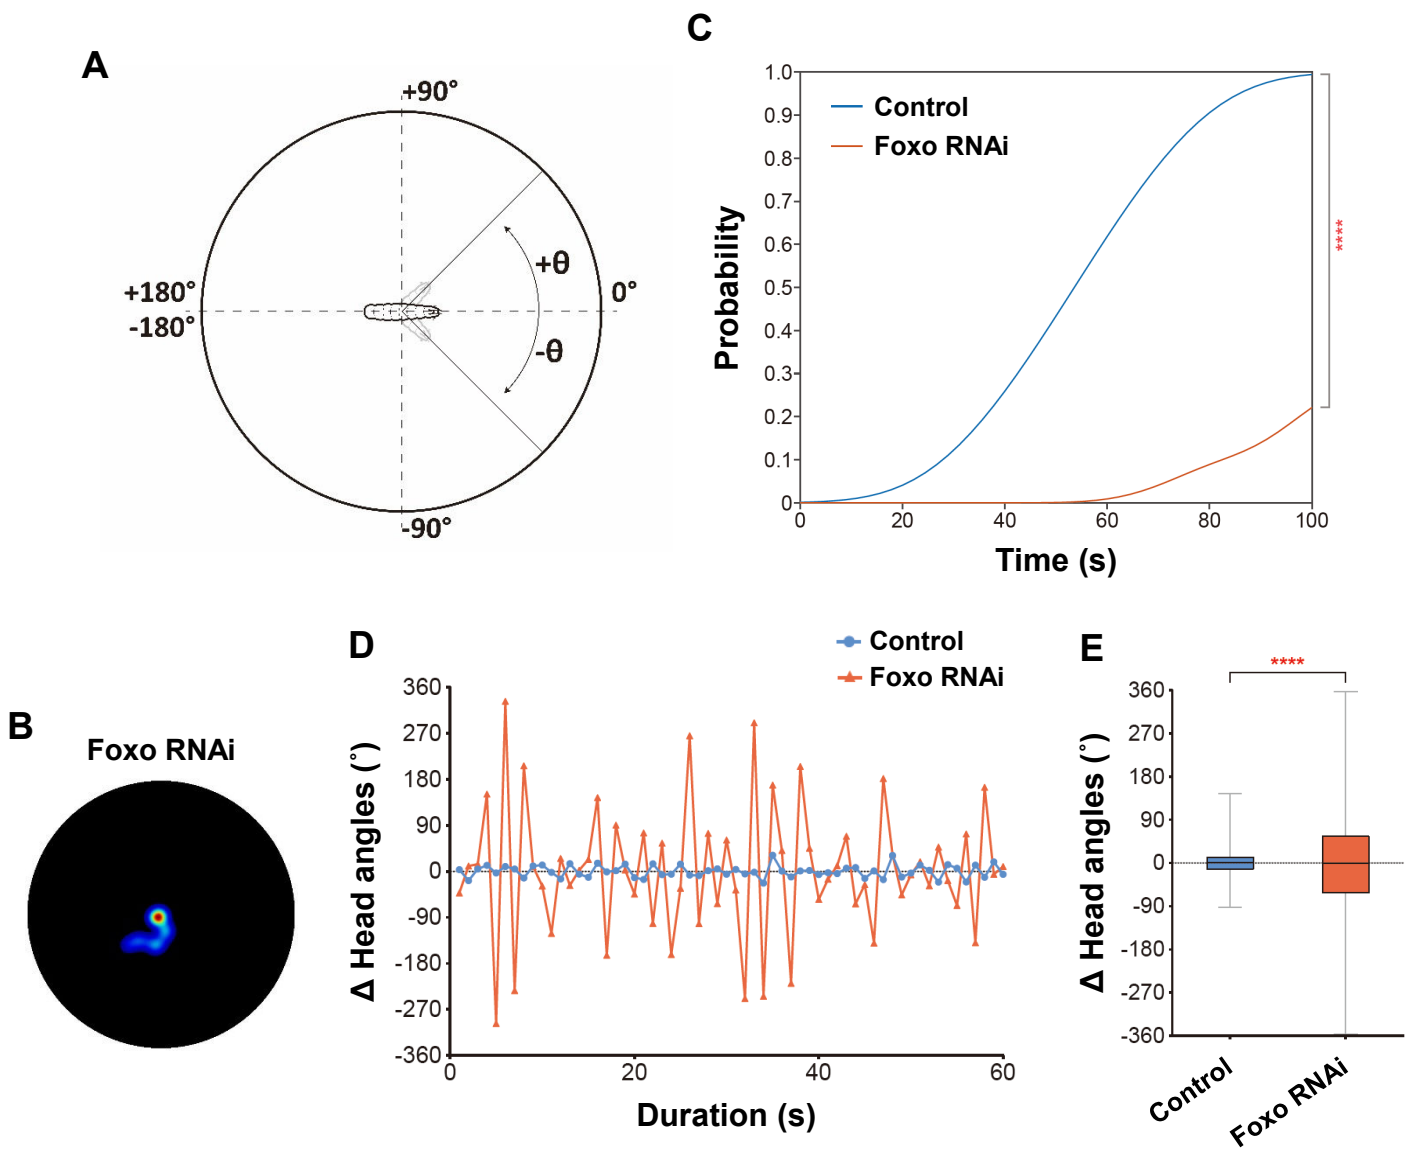 A
+90°
+180°
-180°
0°
+θ
-θ
-90°
C
1.0
0.9
0.8
0.7
0.6
0.5
0.4
0.3
0.2
0.1
0
Control
Foxo RNAi
****
Probability
0 20 40 60 80 100
Time (s)
B
Foxo RNAi
D
Control
Foxo RNAi
360
270
180
90
0
-90
-180
-270
-360
Δ Head angles (°)
0 20 40 60
Duration (s)
E
****
360
270
180
90
0
-90
-180
-270
-360
Δ Head angles (°)
Control
Foxo RNAi